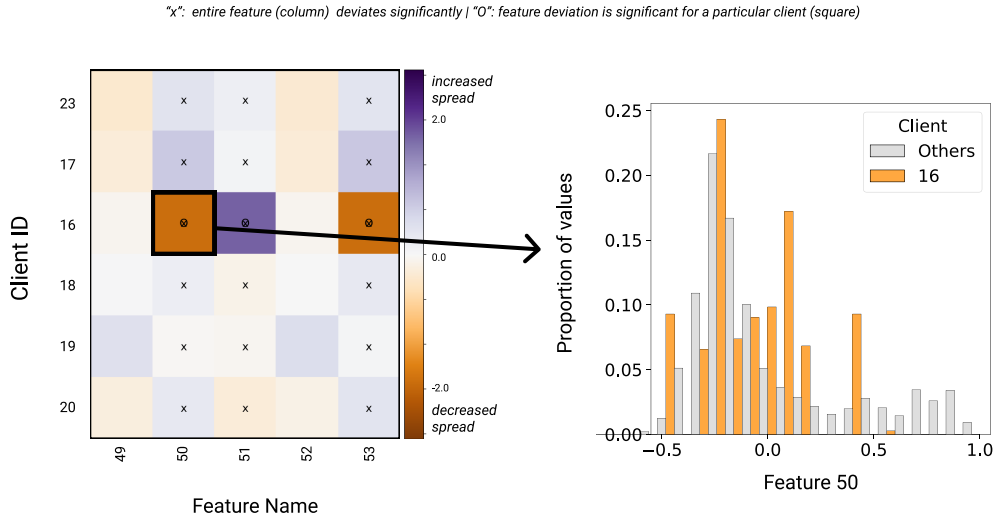 "x": entire feature (column) deviates significantly | "O": feature deviation is significant for a particular client (square)
increased
spread
2.0
0.0
-2.0
decreased
spread
Client ID
23
x x x
17
x x x
16
18
x x x
19
x x x
20
x x x
49 50 51 52 53
Feature Name
Proportion of values
0.25
0.20
0.15
0.10
0.05
0.00
Client
Others
16
−0.5 0.0 0.5 1.0
Feature 50